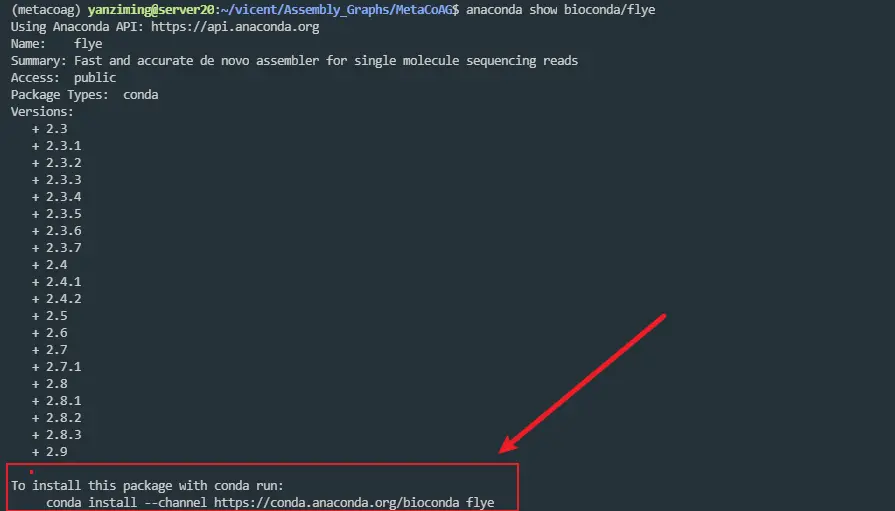 (metacoag) yanziming@server20:~/vicent/Assembly_Graphs/MetaCoAG$ anaconda show bioconda/flye
Using Anaconda API: https://api.anaconda.org
Name:    flye
Summary: Fast and accurate de novo assembler for single molecule sequencing reads
Access:  public
Package Types:  conda
Versions:
   + 2.3
   + 2.3.1
   + 2.3.2
   + 2.3.3
   + 2.3.4
   + 2.3.5
   + 2.3.6
   + 2.3.7
   + 2.4
   + 2.4.1
   + 2.4.2
   + 2.5
   + 2.6
   + 2.7
   + 2.7.1
   + 2.8
   + 2.8.1
   + 2.8.2
   + 2.8.3
   + 2.9
To install this package with conda run:
     conda install --channel https://conda.anaconda.org/bioconda flye